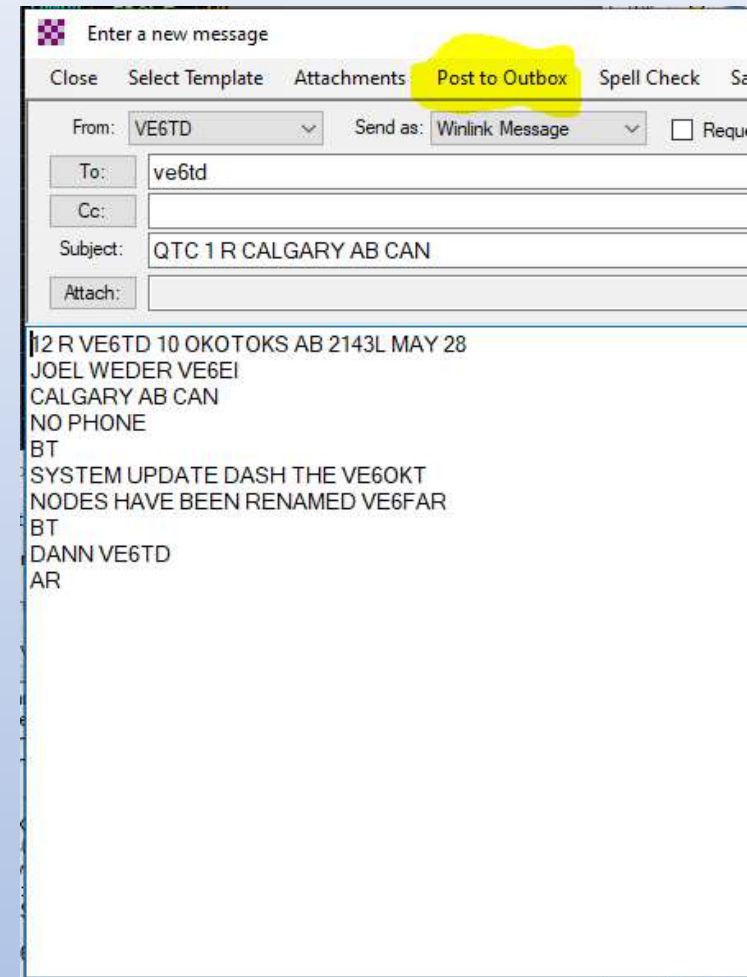 Enter a new message
Close Select Template Attachments Post to Outbox Spell Check
From: VE6TD Send as: Winlink Message
To: ve6td
Cc:
Subject: QTC 1 R CALGARY AB CAN
Attach:
12 R VE6TD 10 OKOTOKS AB 2143L MAY 28
JOEL WEDER VE6EI
CALGARY AB CAN
NO PHONE
BT
SYSTEM UPDATE DASH THE VE6OKT
NODES HAVE BEEN RENAMED VE6FAR
BT
DANN VE6TD
AR